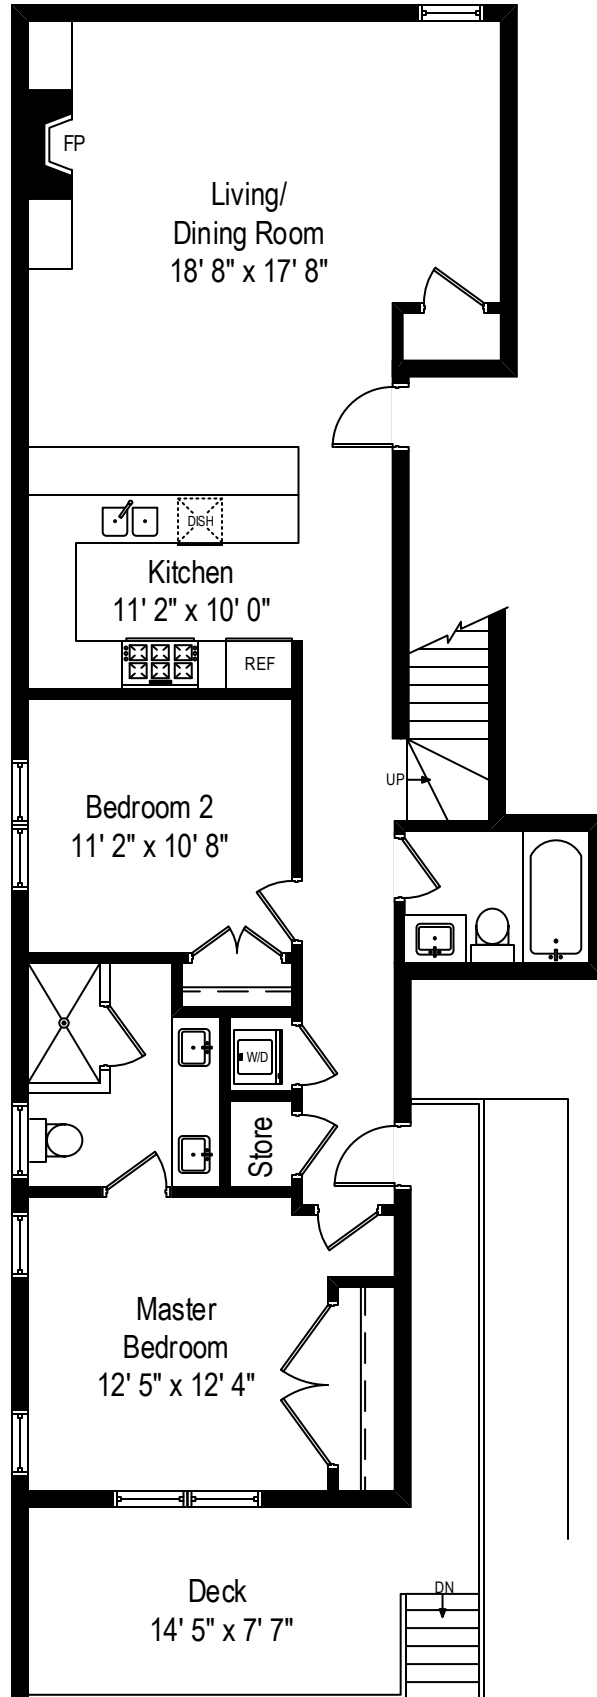 FP
Living/
Dining Room
18' 8" x 17' 8"
DISH
Kitchen
11' 2" x 10' 0"
REF
UP
Bedroom 2
11' 2" x 10' 8"
W/D
Store
Master
Bedroom
12' 5" x 12' 4"
DN
Deck
14' 5" x 7' 7"